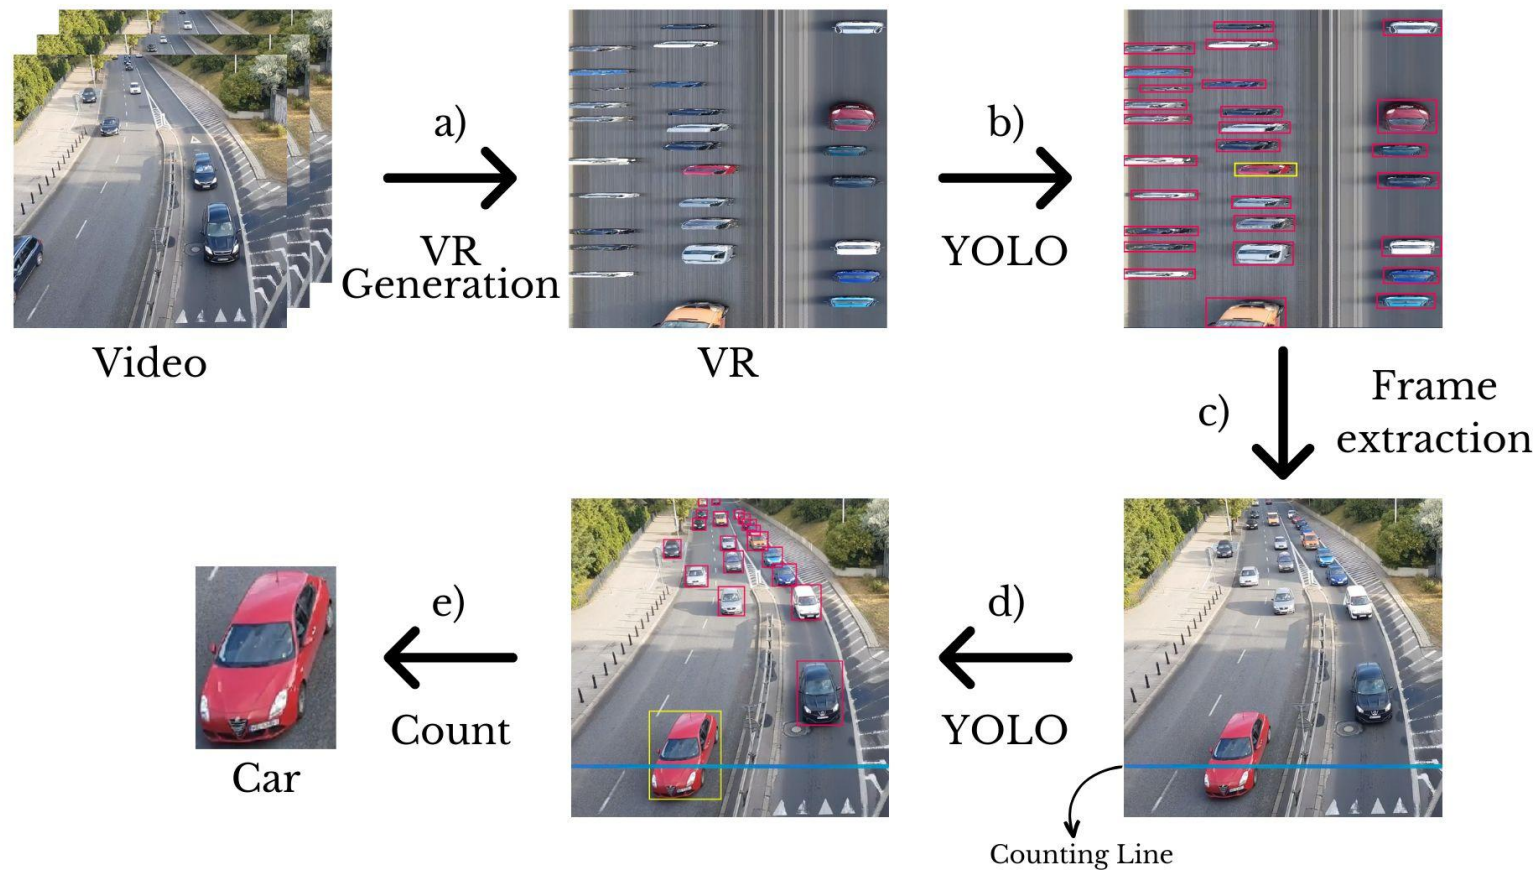 a)
VR
Generation
b)
YOLO
Video
VR
c)
Frame
extraction
e)
Count
d)
YOLO
Car
Counting Line